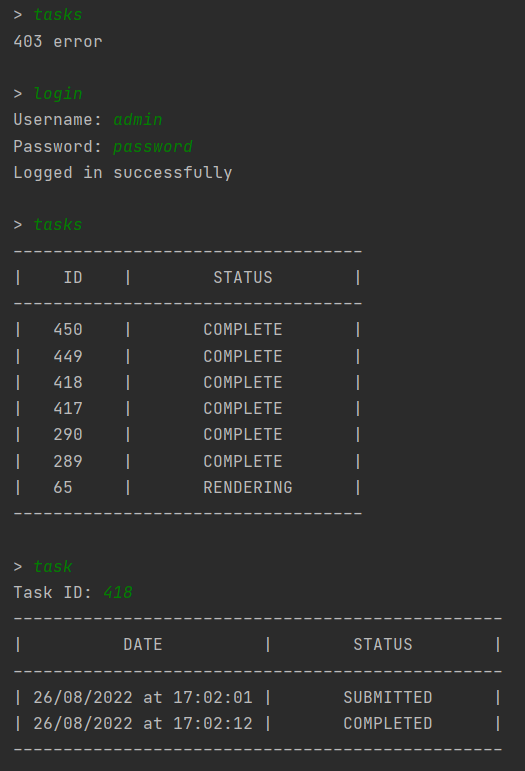 > tasks
403 error
> login
Username: admin
Password: password
Logged in successfully
> tasks
-----------------------------------
|    ID    |        STATUS        |
-----------------------------------
|   450    |       COMPLETE       |
|   449    |       COMPLETE       |
|   418    |       COMPLETE       |
|   417    |       COMPLETE       |
|   290    |       COMPLETE       |
|   289    |       COMPLETE       |
|   65     |       RENDERING      |
-----------------------------------
> task
Task ID: 418
-------------------------------------------------
|          DATE          |        STATUS        |
-------------------------------------------------
| 26/08/2022 at 17:02:01 |       SUBMITTED      |
| 26/08/2022 at 17:02:12 |       COMPLETED      |
-------------------------------------------------